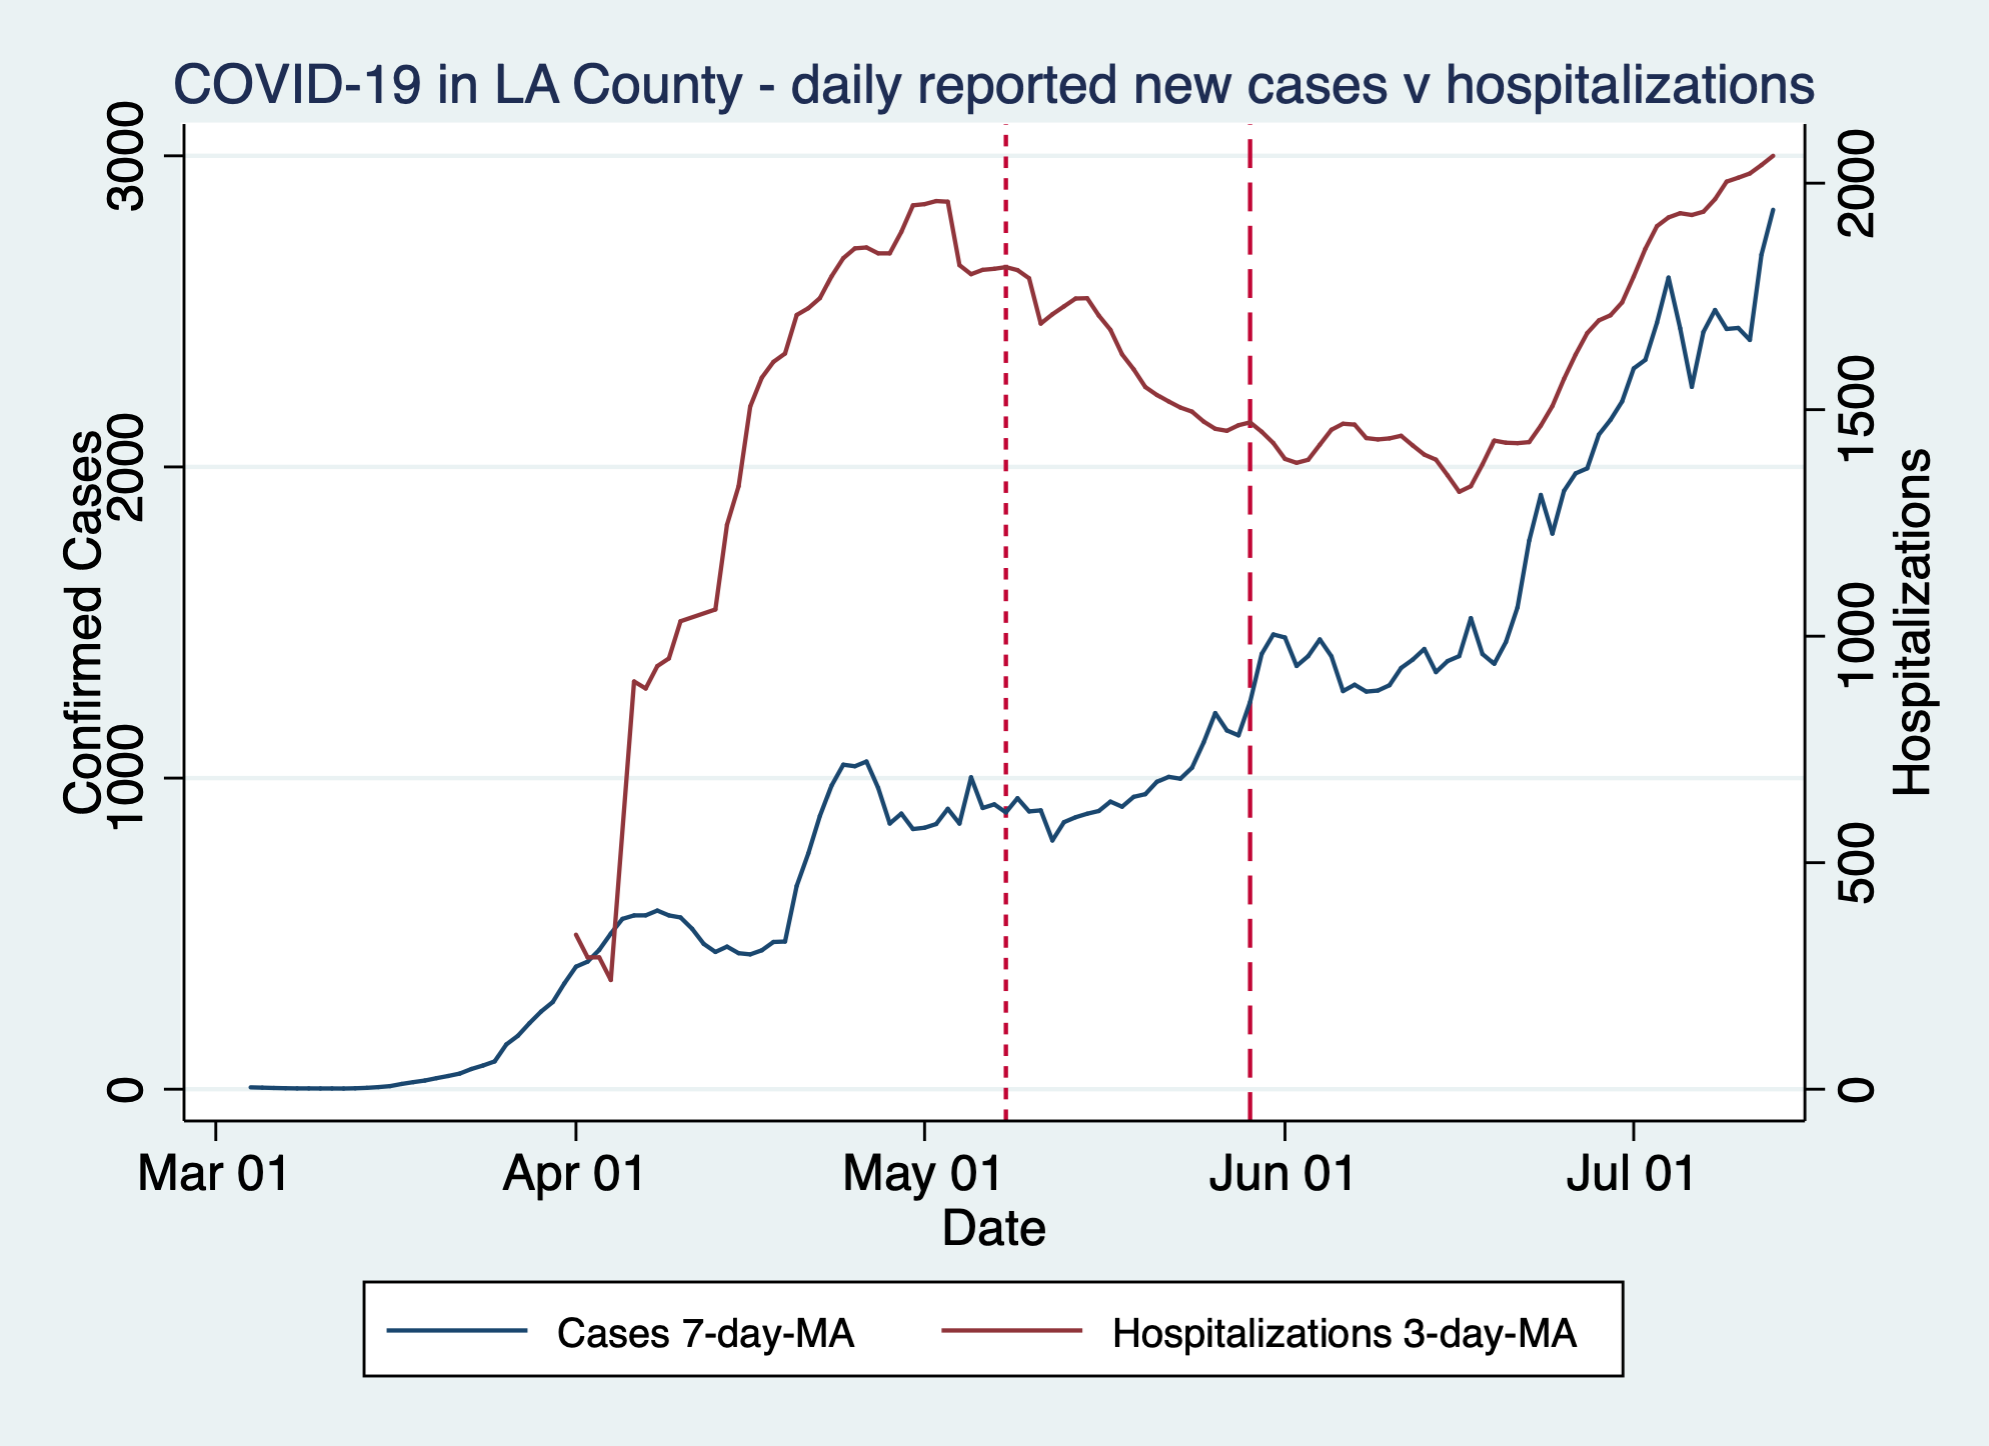 COVID-19 in LA County - daily reported new cases v hospitalizations
3000
2000
1000
0
Confirmed Cases
2000
1500
1000
500
0
Hospitalizations
Mar 01 Apr 01 May 01 Jun 01 Jul 01
Date
Cases 7-day-MA Hospitalizations 3-day-MA